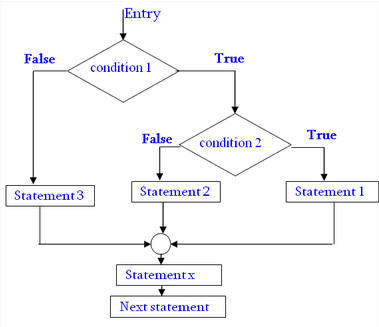 Entry
False
condition 1
True
False
condition 2
True
Statement 3
Statement 2
Statement 1
Statement x
Next statement